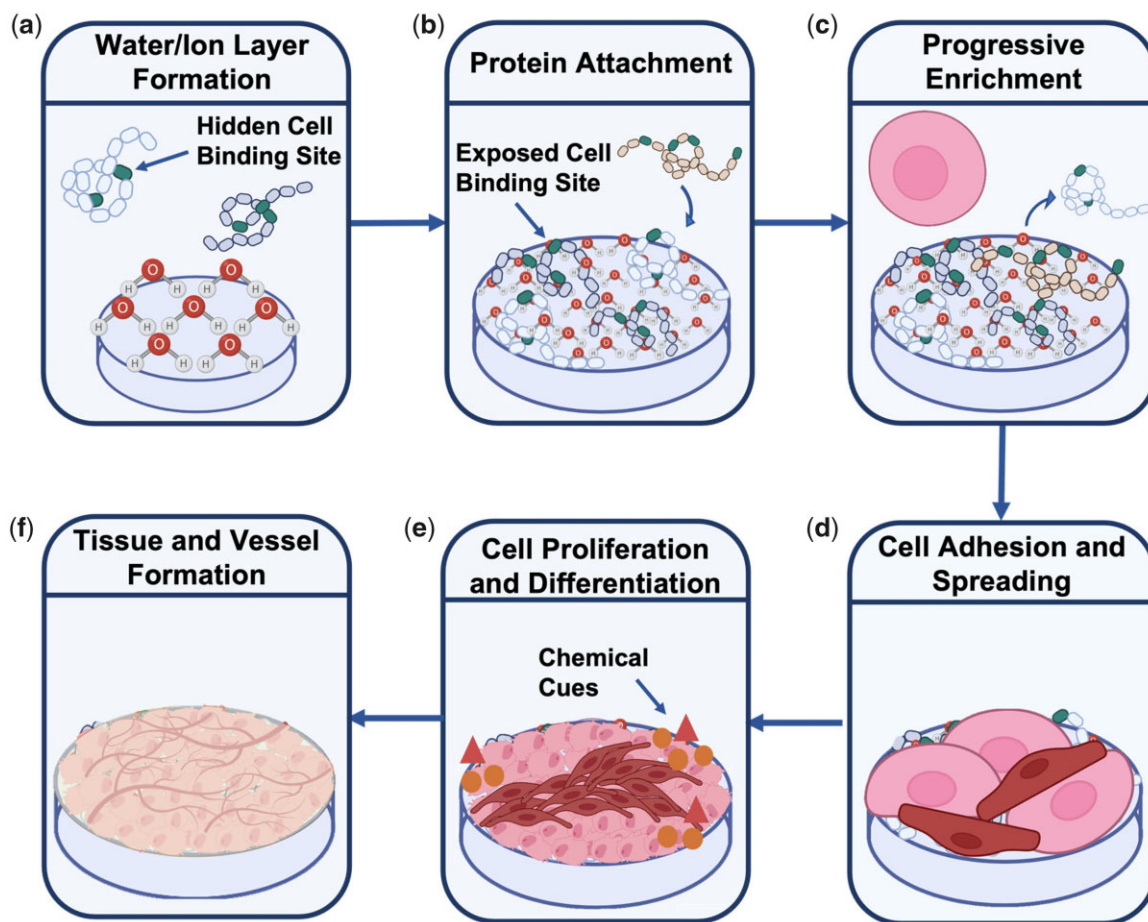 (a)
Water/Ion Layer
Formation
Hidden Cell
Binding Site
O
O
O
O
O
O
O
H
H
H
H
H
H
H
H
H
H
H
H
(b)
Protein Attachment
Exposed Cell
Binding Site
(c)
Progressive
Enrichment
(d)
Cell Adhesion and
Spreading
(e)
Cell Proliferation
and Differentiation
Chemical
Cues
(f)
Tissue and Vessel
Formation